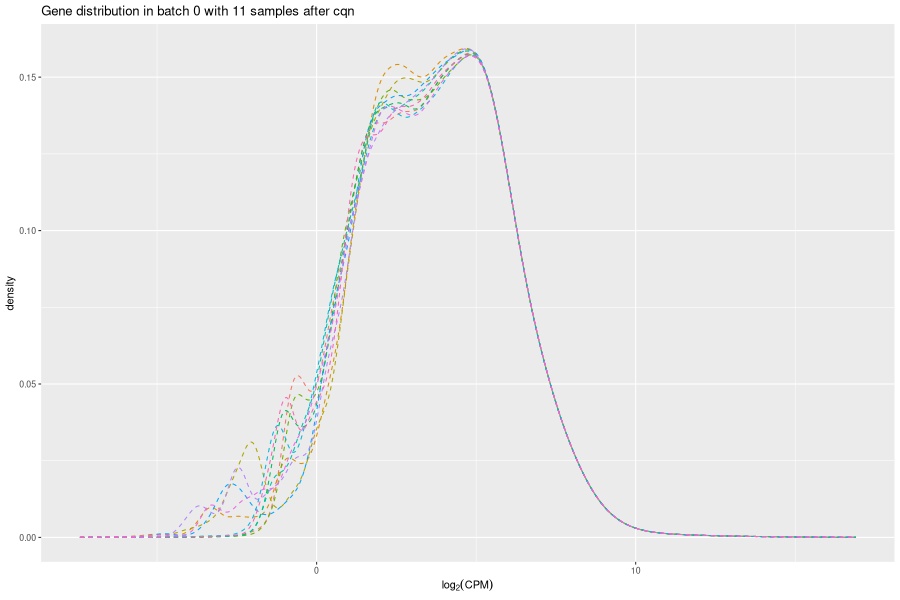 Gene distribution in batch 0 with 11 samples after cqn
0.15
0.10
0.05
0.00
density
0
10
log₂(CPM)